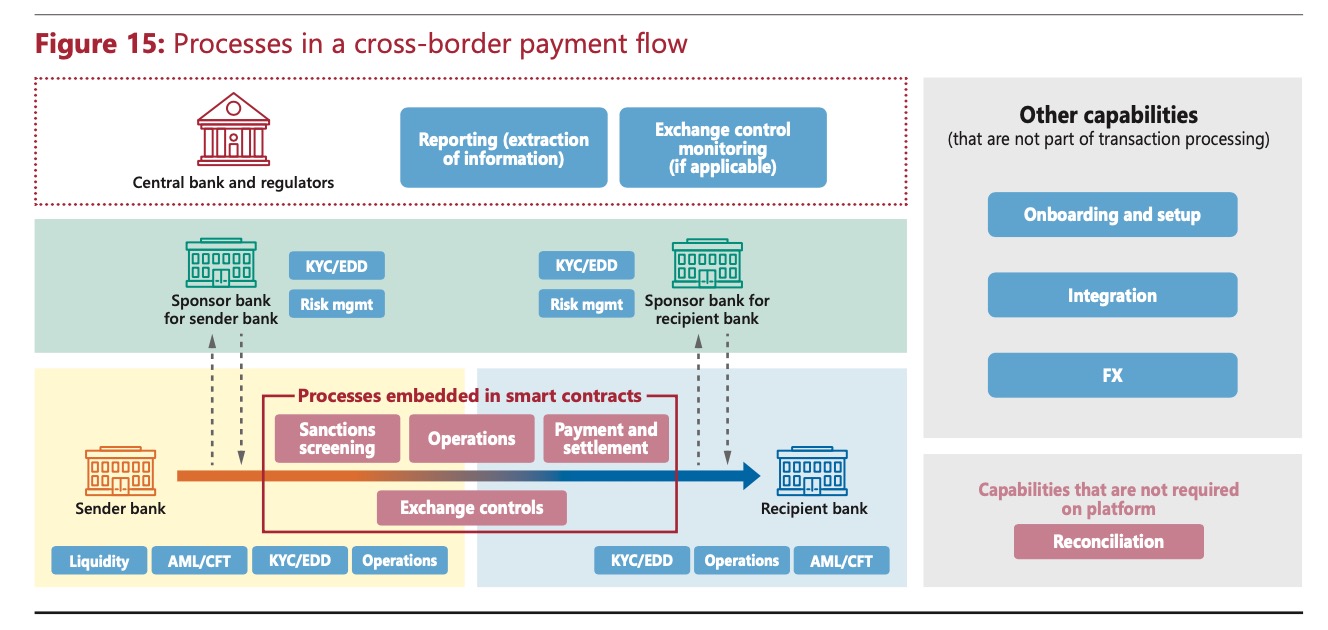 Figure 15: Processes in a cross-border payment flow
Central bank and regulators
Reporting (extraction
of information)
Exchange control
monitoring
(if applicable)
Sponsor bank
for sender bank
KYC/EDD
Risk mgmt
KYC/EDD
Risk mgmt
Sponsor bank for
recipient bank
Processes embedded in smart contracts
Sanctions
screening
Operations
Payment and
settlement
Exchange controls
Sender bank
Recipient bank
Liquidity
AML/CFT
KYC/EDD
Operations
KYC/EDD
Operations
AML/CFT
Other capabilities
(that are not part of transaction processing)
Onboarding and setup
Integration
FX
Capabilities that are not required
on platform
Reconciliation